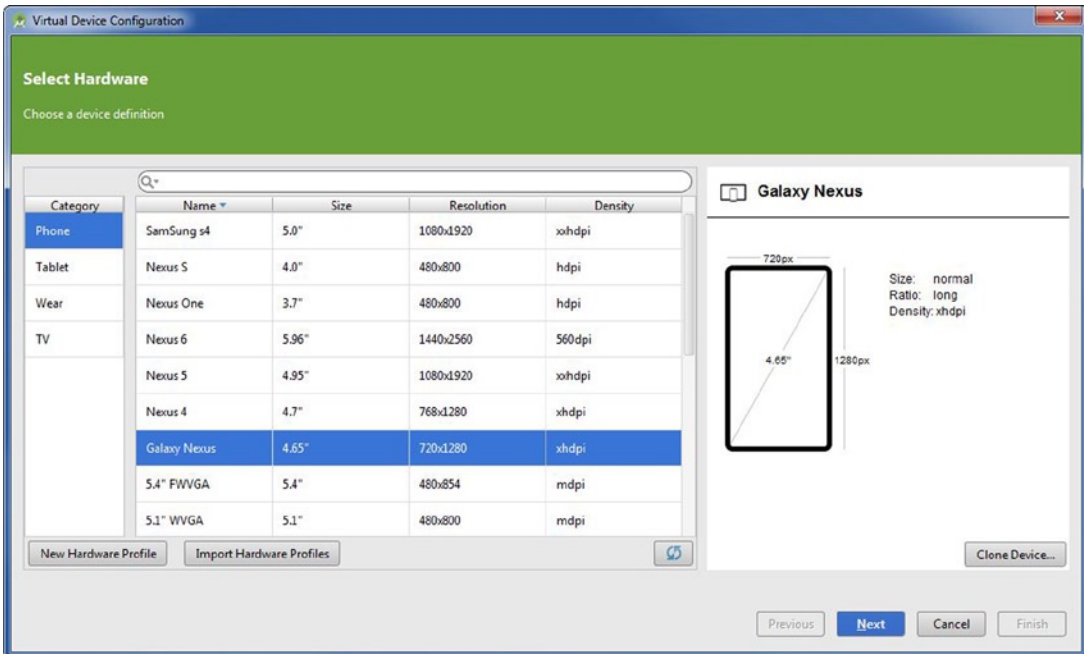 Virtual Device Configuration
Select Hardware
Choose a device definition
Category
Phone
Tablet
Wear
TV
Name Size Resolution Density
SamSung s4 5.0" 1080x1920 xxhdpi
Nexus S 4.0" 480x800 hdpi
Nexus One 3.7" 480x800 hdpi
Nexus 6 5.96" 1440x2560 560dpi
Nexus 5 4.95" 1080x1920 xxhdpi
Nexus 4 4.7" 768x1280 xhdpi
Galaxy Nexus 4.65" 720x1280 xhdpi
5.4" FWVGA 5.4" 480x854 mdpi
5.1" WVGA 5.1" 480x800 mdpi
New Hardware Profile Import Hardware Profiles
Galaxy Nexus
720px
4.65"
1280px
Size: normal
Ratio: long
Density: xhdpi
Clone Device...
Previous Next Cancel Finish